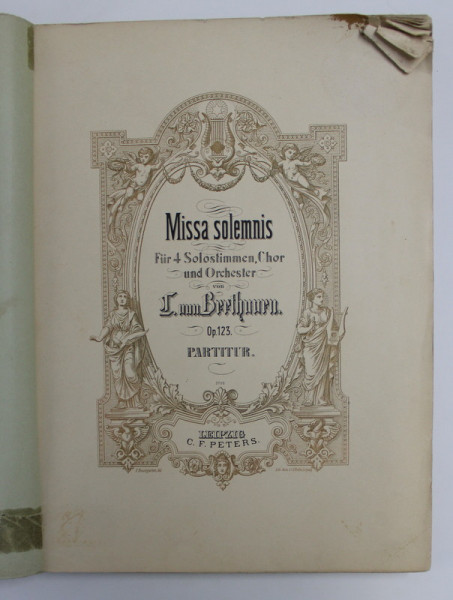 Missa solemnis
Für 4 Solostimmen, Chor
und Orchester
VON
L. van Beethoven.
Op. 123.
PARTITUR.
LEIPZIG
C. F. PETERS.